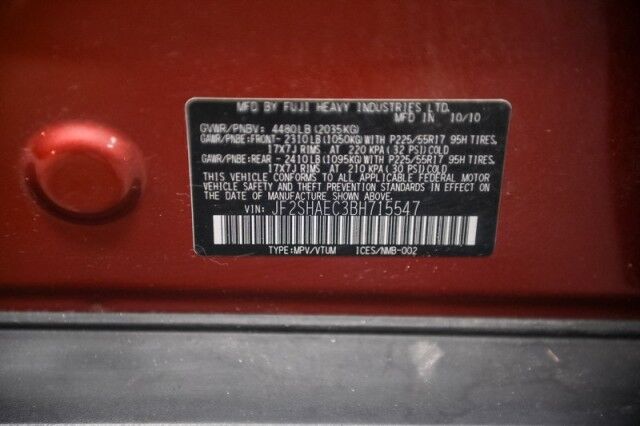 MFD BY FUJI HEAVY INDUSTRIES LTD.
MFD IN 10/10
GVWR/PNBV: 4480LB(2035KG)
GAWR/PNBE:FRONT- 2310LB(1050KG)WITH P225/55R17 95H TIRES,
17X7J RIMS AT 220 KPA(32 PSI)COLD
GAWR/PNBE:REAR - 2410LB(1095KG)WITH P225/55R17 95H TIRES,
17X7J RIMS AT 210 KPA(30 PSI)COLD
THIS VEHICLE CONFORMS TO ALL APPLICABLE FEDERAL MOTOR
VEHICLE SAFETY AND THEFT PREVENTION STANDARDS IN EFFECT ON THE
DATE OF MANUFACTURE SHOWN ABOVE.
VIN: JF2SHAEC3BH715547
TYPE:MPV/VTUM ICES/NMB-002